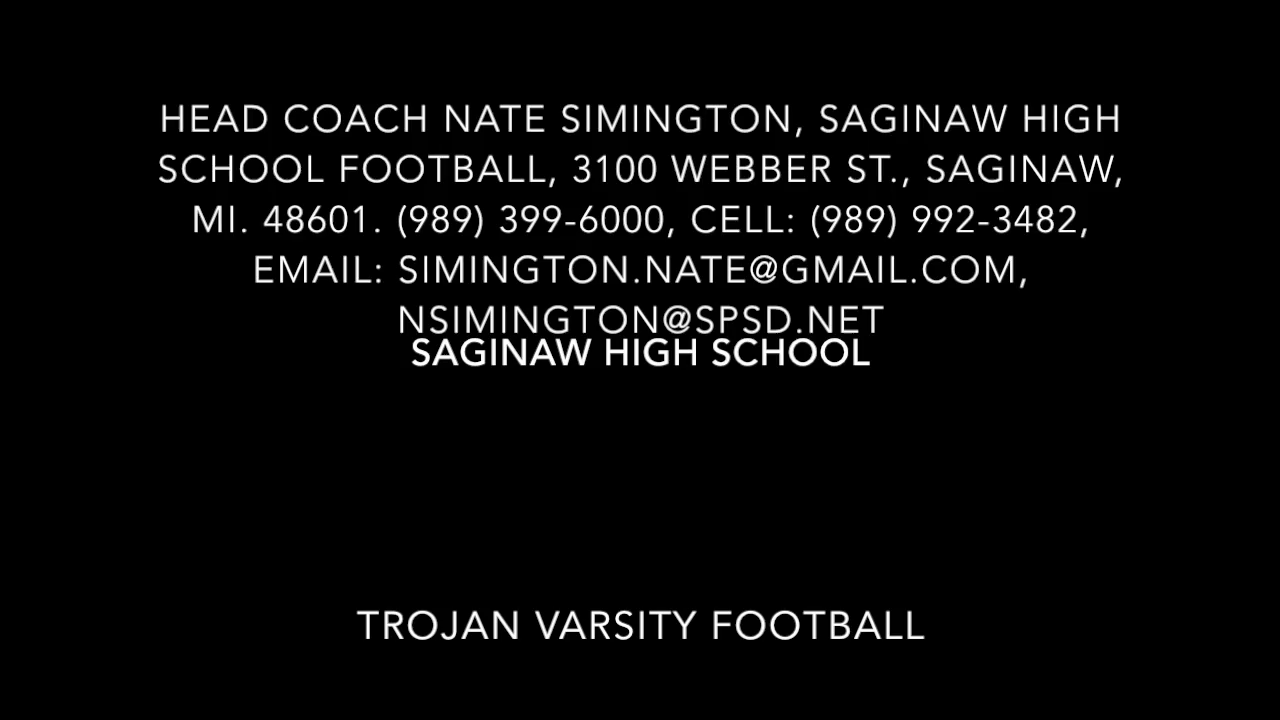 HEAD COACH NATE SIMINGTON, SAGINAW HIGH
SCHOOL FOOTBALL, 3100 WEBBER ST., SAGINAW,
MI. 48601. (989) 399-6000, CELL: (989) 992-3482,
EMAIL: SIMINGTON.NATE@GMAIL.COM,
NSIMINGTON@SPSD.NET
SAGINAW HIGH SCHOOL
TROJAN VARSITY FOOTBALL